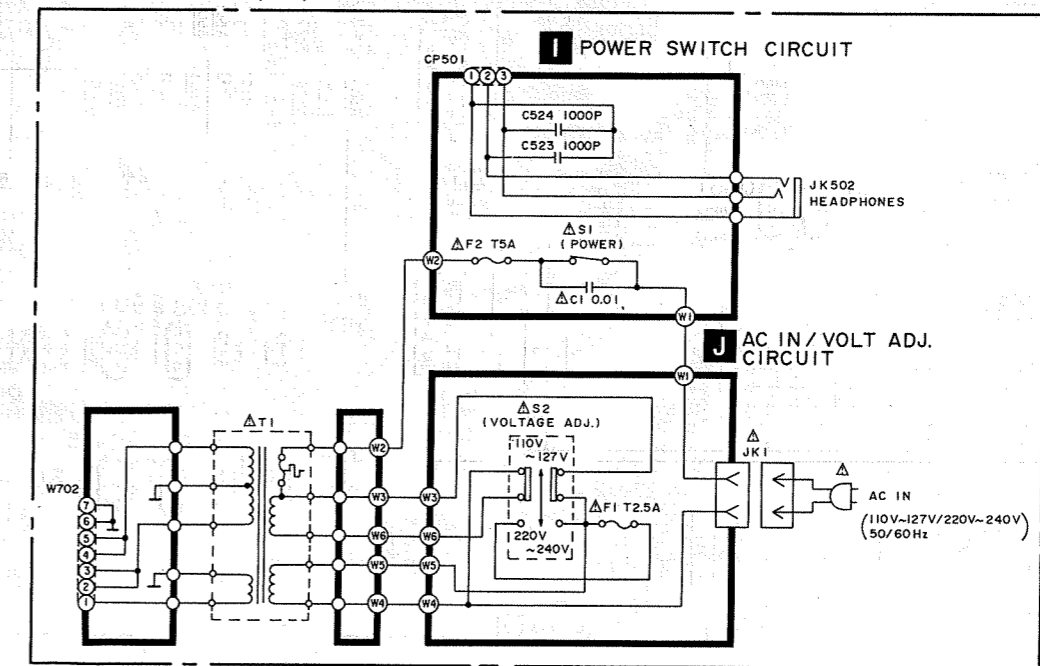 I POWER SWITCH CIRCUIT
CP501
1 2 3
C524 1000P
C523 1000P
JK502
HEADPHONES
⚠F2 T5A
⚠S1
(POWER)
W2
⚠C1 0.01
W1
J AC IN/VOLT ADJ.
CIRCUIT
W1
⚠T1
⚠S2
(VOLTAGE ADJ.)
110V
~127V
⚠
JK1
⚠
W2
W702
7
6
5
4
3
2
1
W3 W3
⚠F1 T2.5A
AC IN
(110V~127V/220V~240V)
50/60Hz
W6 W6
220V
~240V
W5 W5
W4 W4